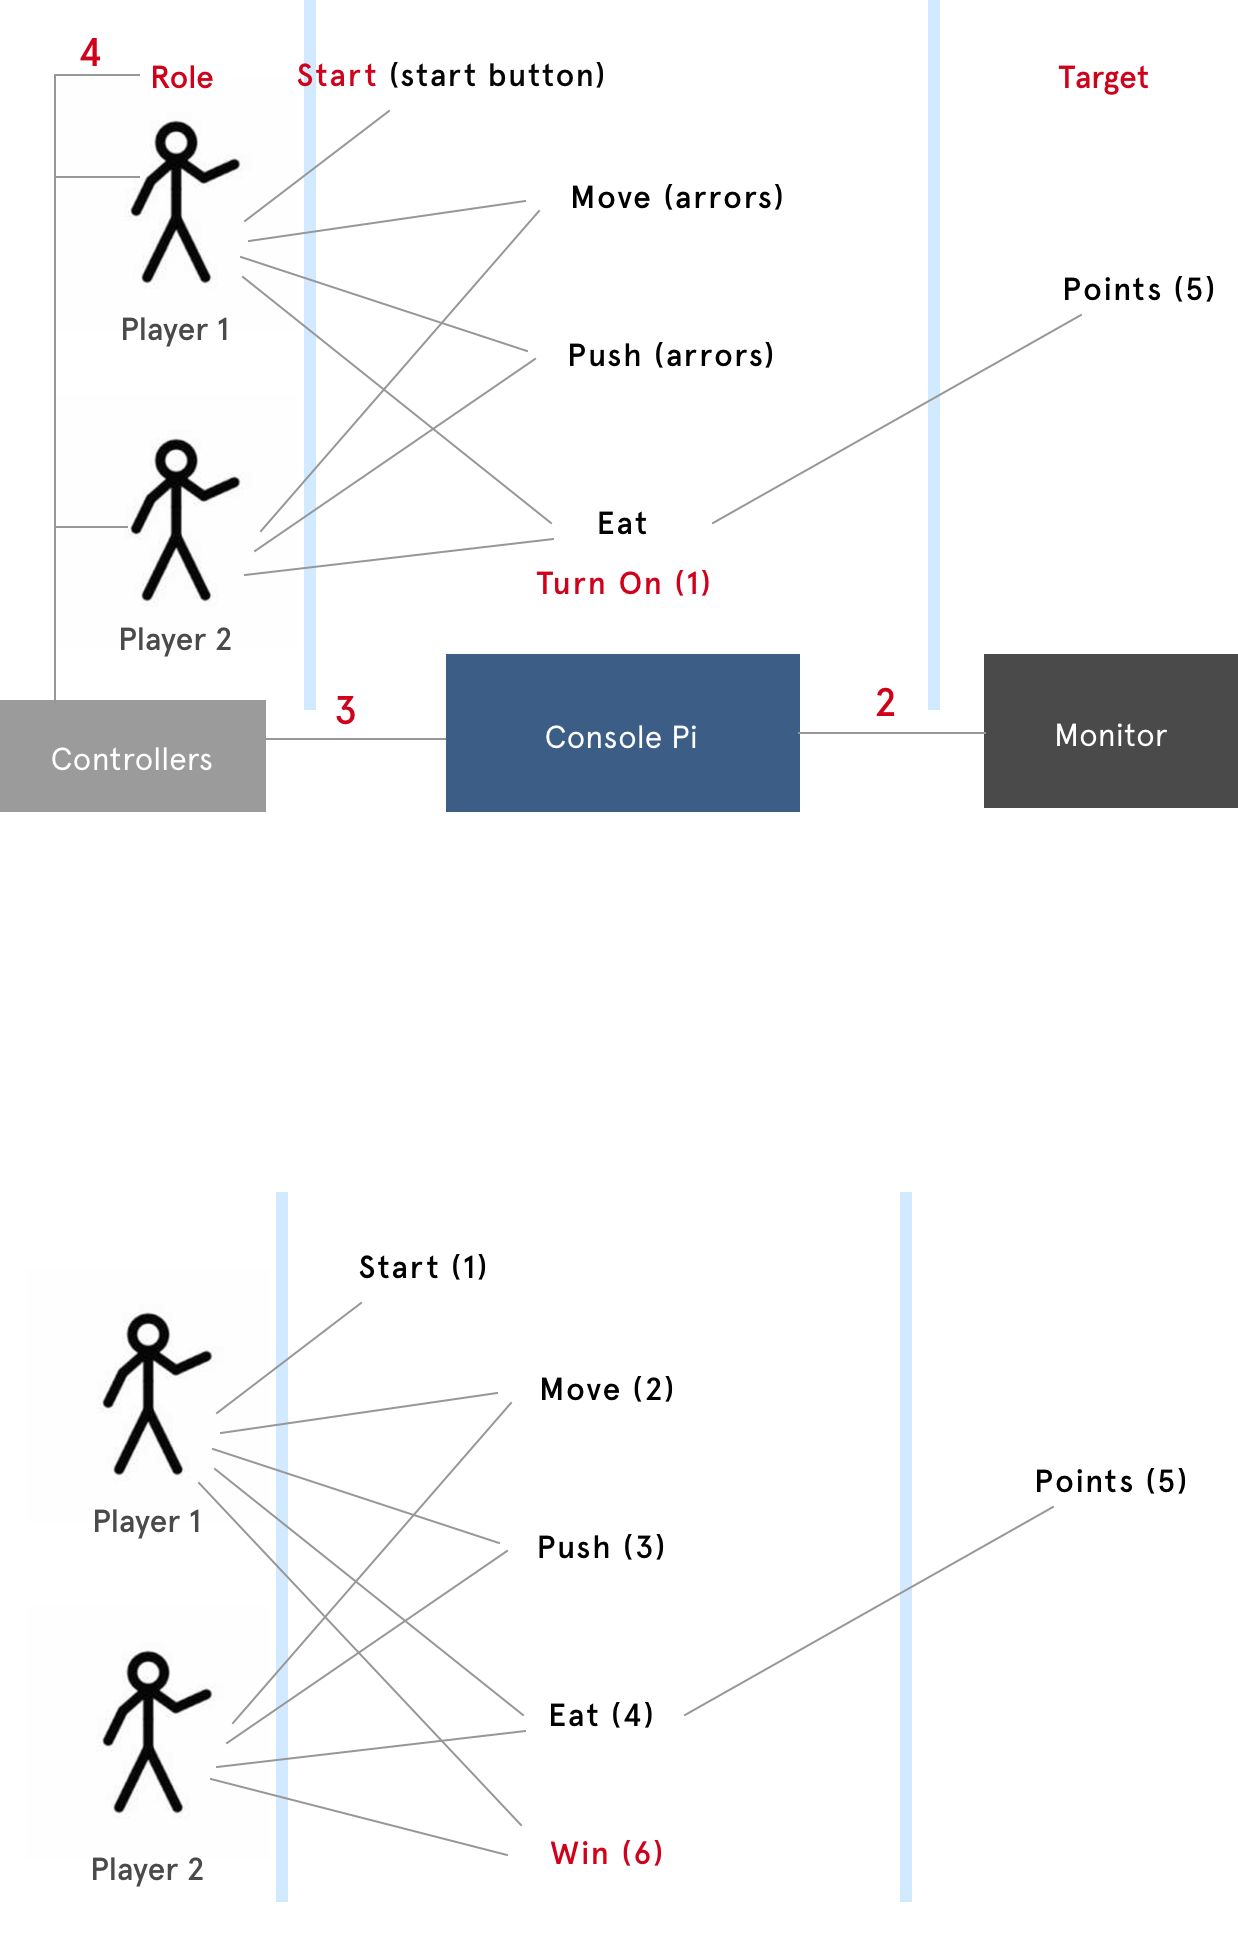 4
Role
Start (start button)
Target
Move (arrors)
Points (5)
Player 1
Push (arrors)
Eat
Turn On (1)
Player 2
3
2
Controllers
Console Pi
Monitor
Start (1)
Move (2)
Points (5)
Player 1
Push (3)
Eat (4)
Win (6)
Player 2